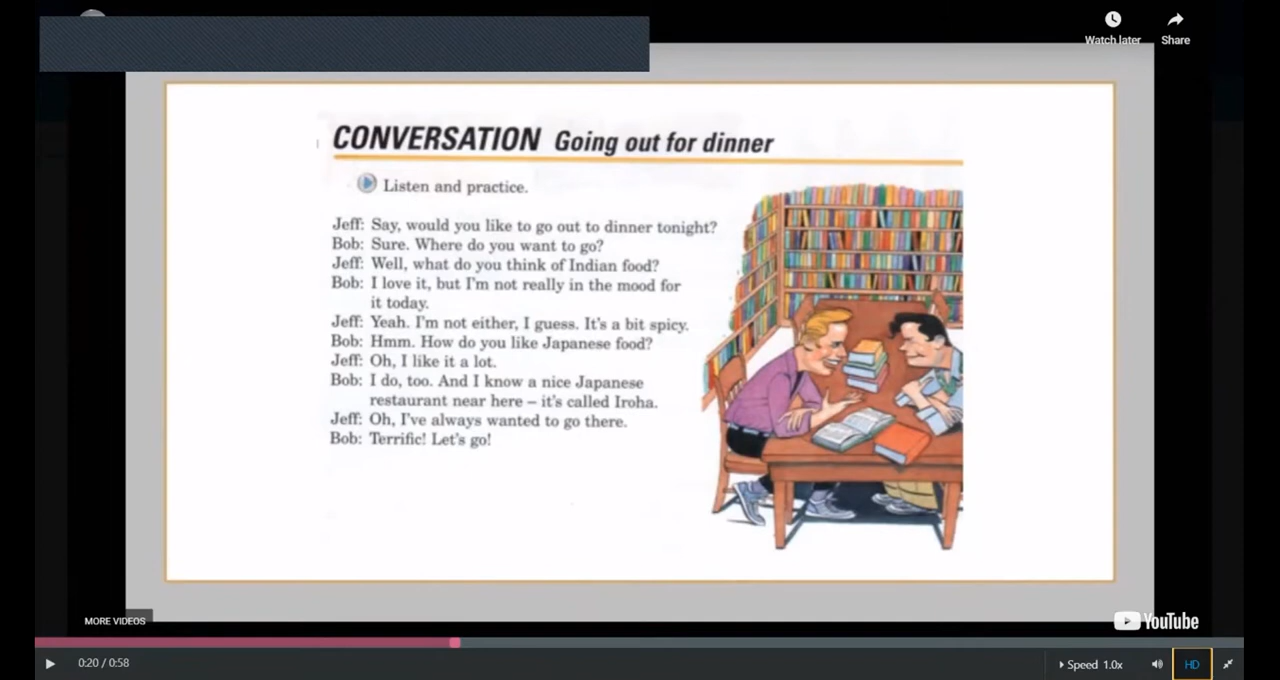 Watch later
Share
CONVERSATION Going out for dinner
Listen and practice.
Jeff: Say, would you like to go out to dinner tonight?
Bob: Sure. Where do you want to go?
Jeff: Well, what do you think of Indian food?
Bob: I love it, but I'm not really in the mood for
it today.
Jeff: Yeah. I'm not either, I guess. It's a bit spicy.
Bob: Hmm. How do you like Japanese food?
Jeff: Oh, I like it a lot.
Bob: I do, too. And I know a nice Japanese
restaurant near here – it's called Iroha.
Jeff: Oh, I've always wanted to go there.
Bob: Terrific! Let's go!
MORE VIDEOS
YouTube
0:20 / 0:58
Speed 1.0x
HD